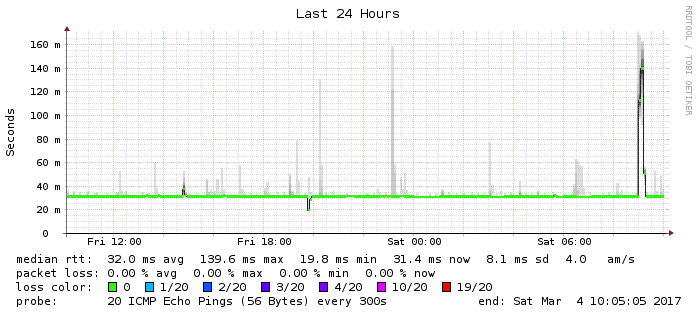 Last 24 Hours
RRDTOOL / TOBI OETIKER
Seconds
160 m
140 m
120 m
100 m
80 m
60 m
40 m
20 m
0
Fri 12:00 Fri 18:00 Sat 00:00 Sat 06:00
median rtt: 32.0 ms avg 139.6 ms max 19.8 ms min 31.4 ms now 8.1 ms sd 4.0 am/s
packet loss: 0.00 % avg 0.00 % max 0.00 % min 0.00 % now
loss color: 0 1/20 2/20 3/20 4/20 10/20 19/20
probe: 20 ICMP Echo Pings (56 Bytes) every 300s end: Sat Mar 4 10:05:05 2017